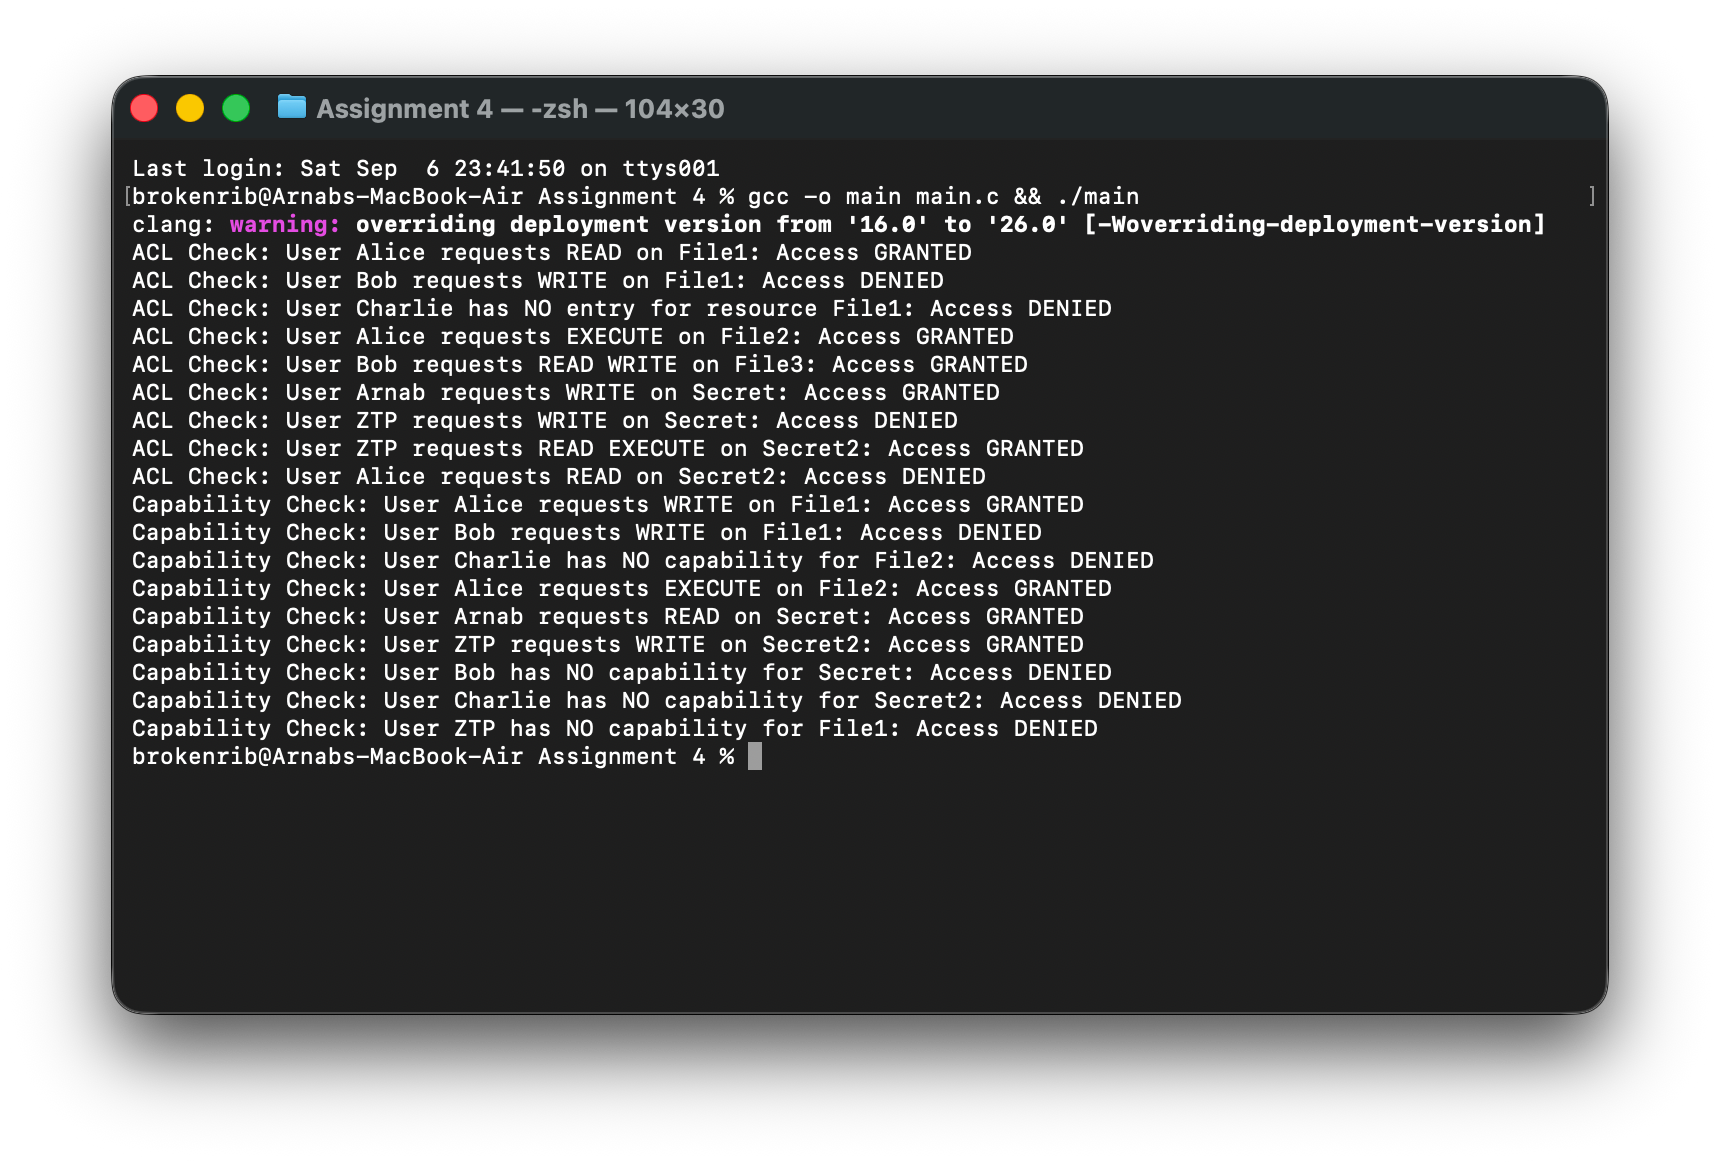 Assignment 4 — -zsh — 104×30
Last login: Sat Sep  6 23:41:50 on ttys001
[brokenrib@Arnabs-MacBook-Air Assignment 4 % gcc -o main main.c && ./main ]
clang: warning: overriding deployment version from '16.0' to '26.0' [-Woverriding-deployment-version]
ACL Check: User Alice requests READ on File1: Access GRANTED
ACL Check: User Bob requests WRITE on File1: Access DENIED
ACL Check: User Charlie has NO entry for resource File1: Access DENIED
ACL Check: User Alice requests EXECUTE on File2: Access GRANTED
ACL Check: User Bob requests READ WRITE on File3: Access GRANTED
ACL Check: User Arnab requests WRITE on Secret: Access GRANTED
ACL Check: User ZTP requests WRITE on Secret: Access DENIED
ACL Check: User ZTP requests READ EXECUTE on Secret2: Access GRANTED
ACL Check: User Alice requests READ on Secret2: Access DENIED
Capability Check: User Alice requests WRITE on File1: Access GRANTED
Capability Check: User Bob requests WRITE on File1: Access DENIED
Capability Check: User Charlie has NO capability for File2: Access DENIED
Capability Check: User Alice requests EXECUTE on File2: Access GRANTED
Capability Check: User Arnab requests READ on Secret: Access GRANTED
Capability Check: User ZTP requests WRITE on Secret2: Access GRANTED
Capability Check: User Bob has NO capability for Secret: Access DENIED
Capability Check: User Charlie has NO capability for Secret2: Access DENIED
Capability Check: User ZTP has NO capability for File1: Access DENIED
brokenrib@Arnabs-MacBook-Air Assignment 4 %